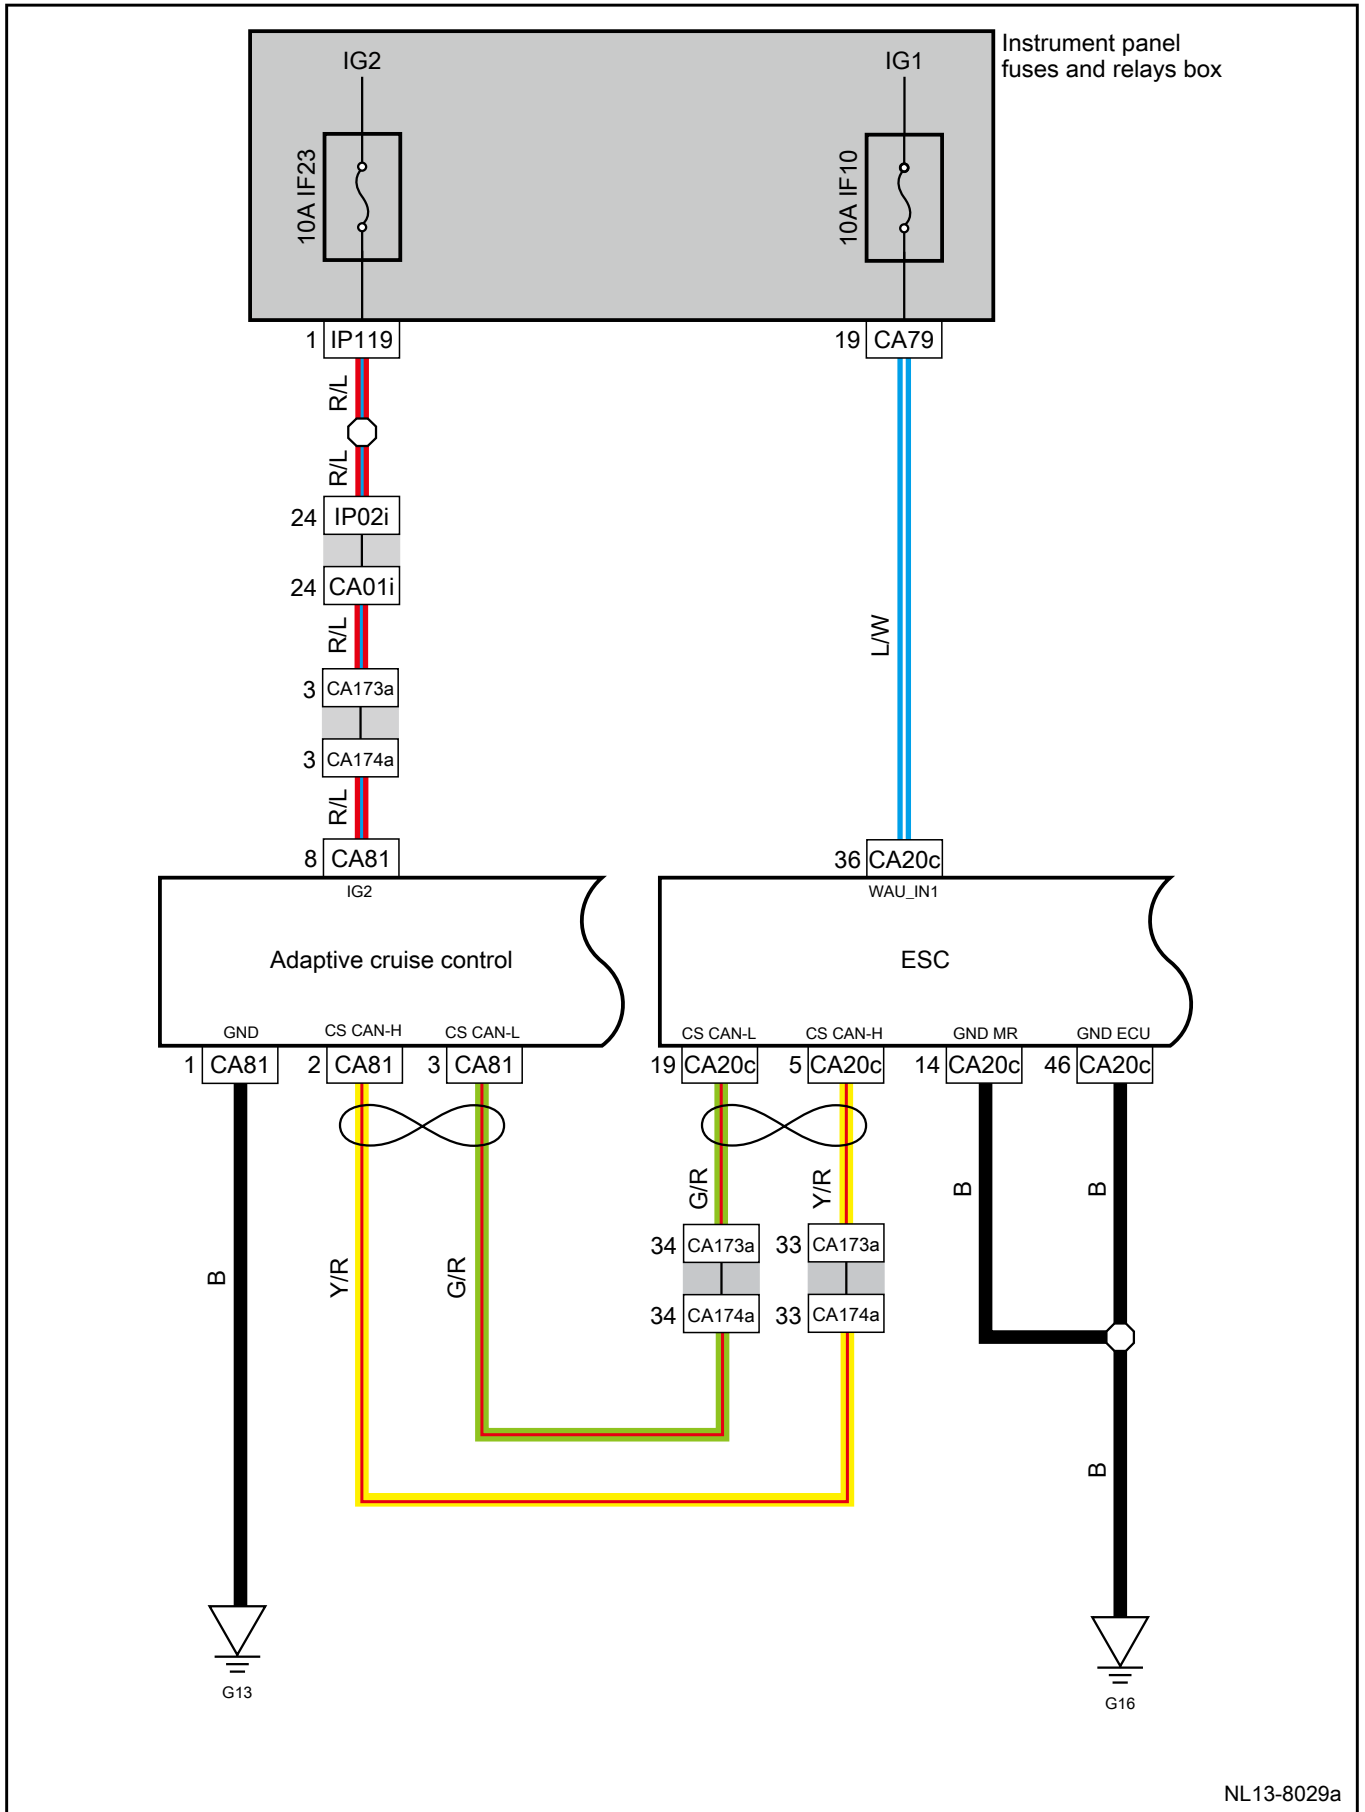 Instrument panel
fuses and relays box
IG2
IG1
10A IF23
10A IF10
1 IP119
19 CA79
R/L
R/L
24 IP02i
24 CA01i
R/L
L/W
3 CA173a
3 CA174a
R/L
8 CA81
36 CA20c
IG2
WAU_IN1
Adaptive cruise control
ESC
GND
CS CAN-H
CS CAN-L
CS CAN-L
CS CAN-H
GND MR
GND ECU
1 CA81
2 CA81
3 CA81
19 CA20c
5 CA20c
14 CA20c
46 CA20c
G/R
Y/R
B
B
34 CA173a
33 CA173a
B
Y/R
G/R
34 CA174a
33 CA174a
B
G13
G16
NL13-8029a